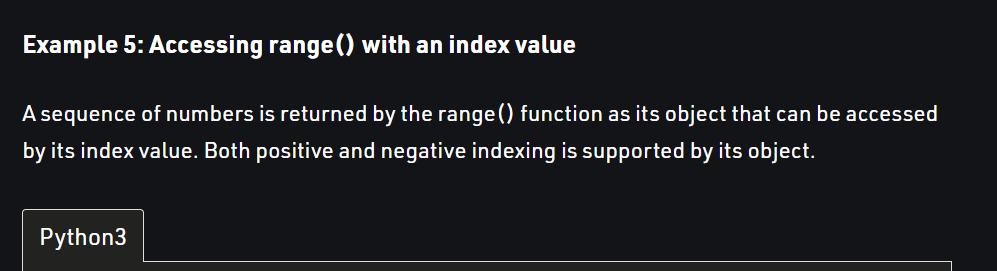 Example 5: Accessing range() with an index value
A sequence of numbers is returned by the range() function as its object that can be accessed
by its index value. Both positive and negative indexing is supported by its object.
Python3